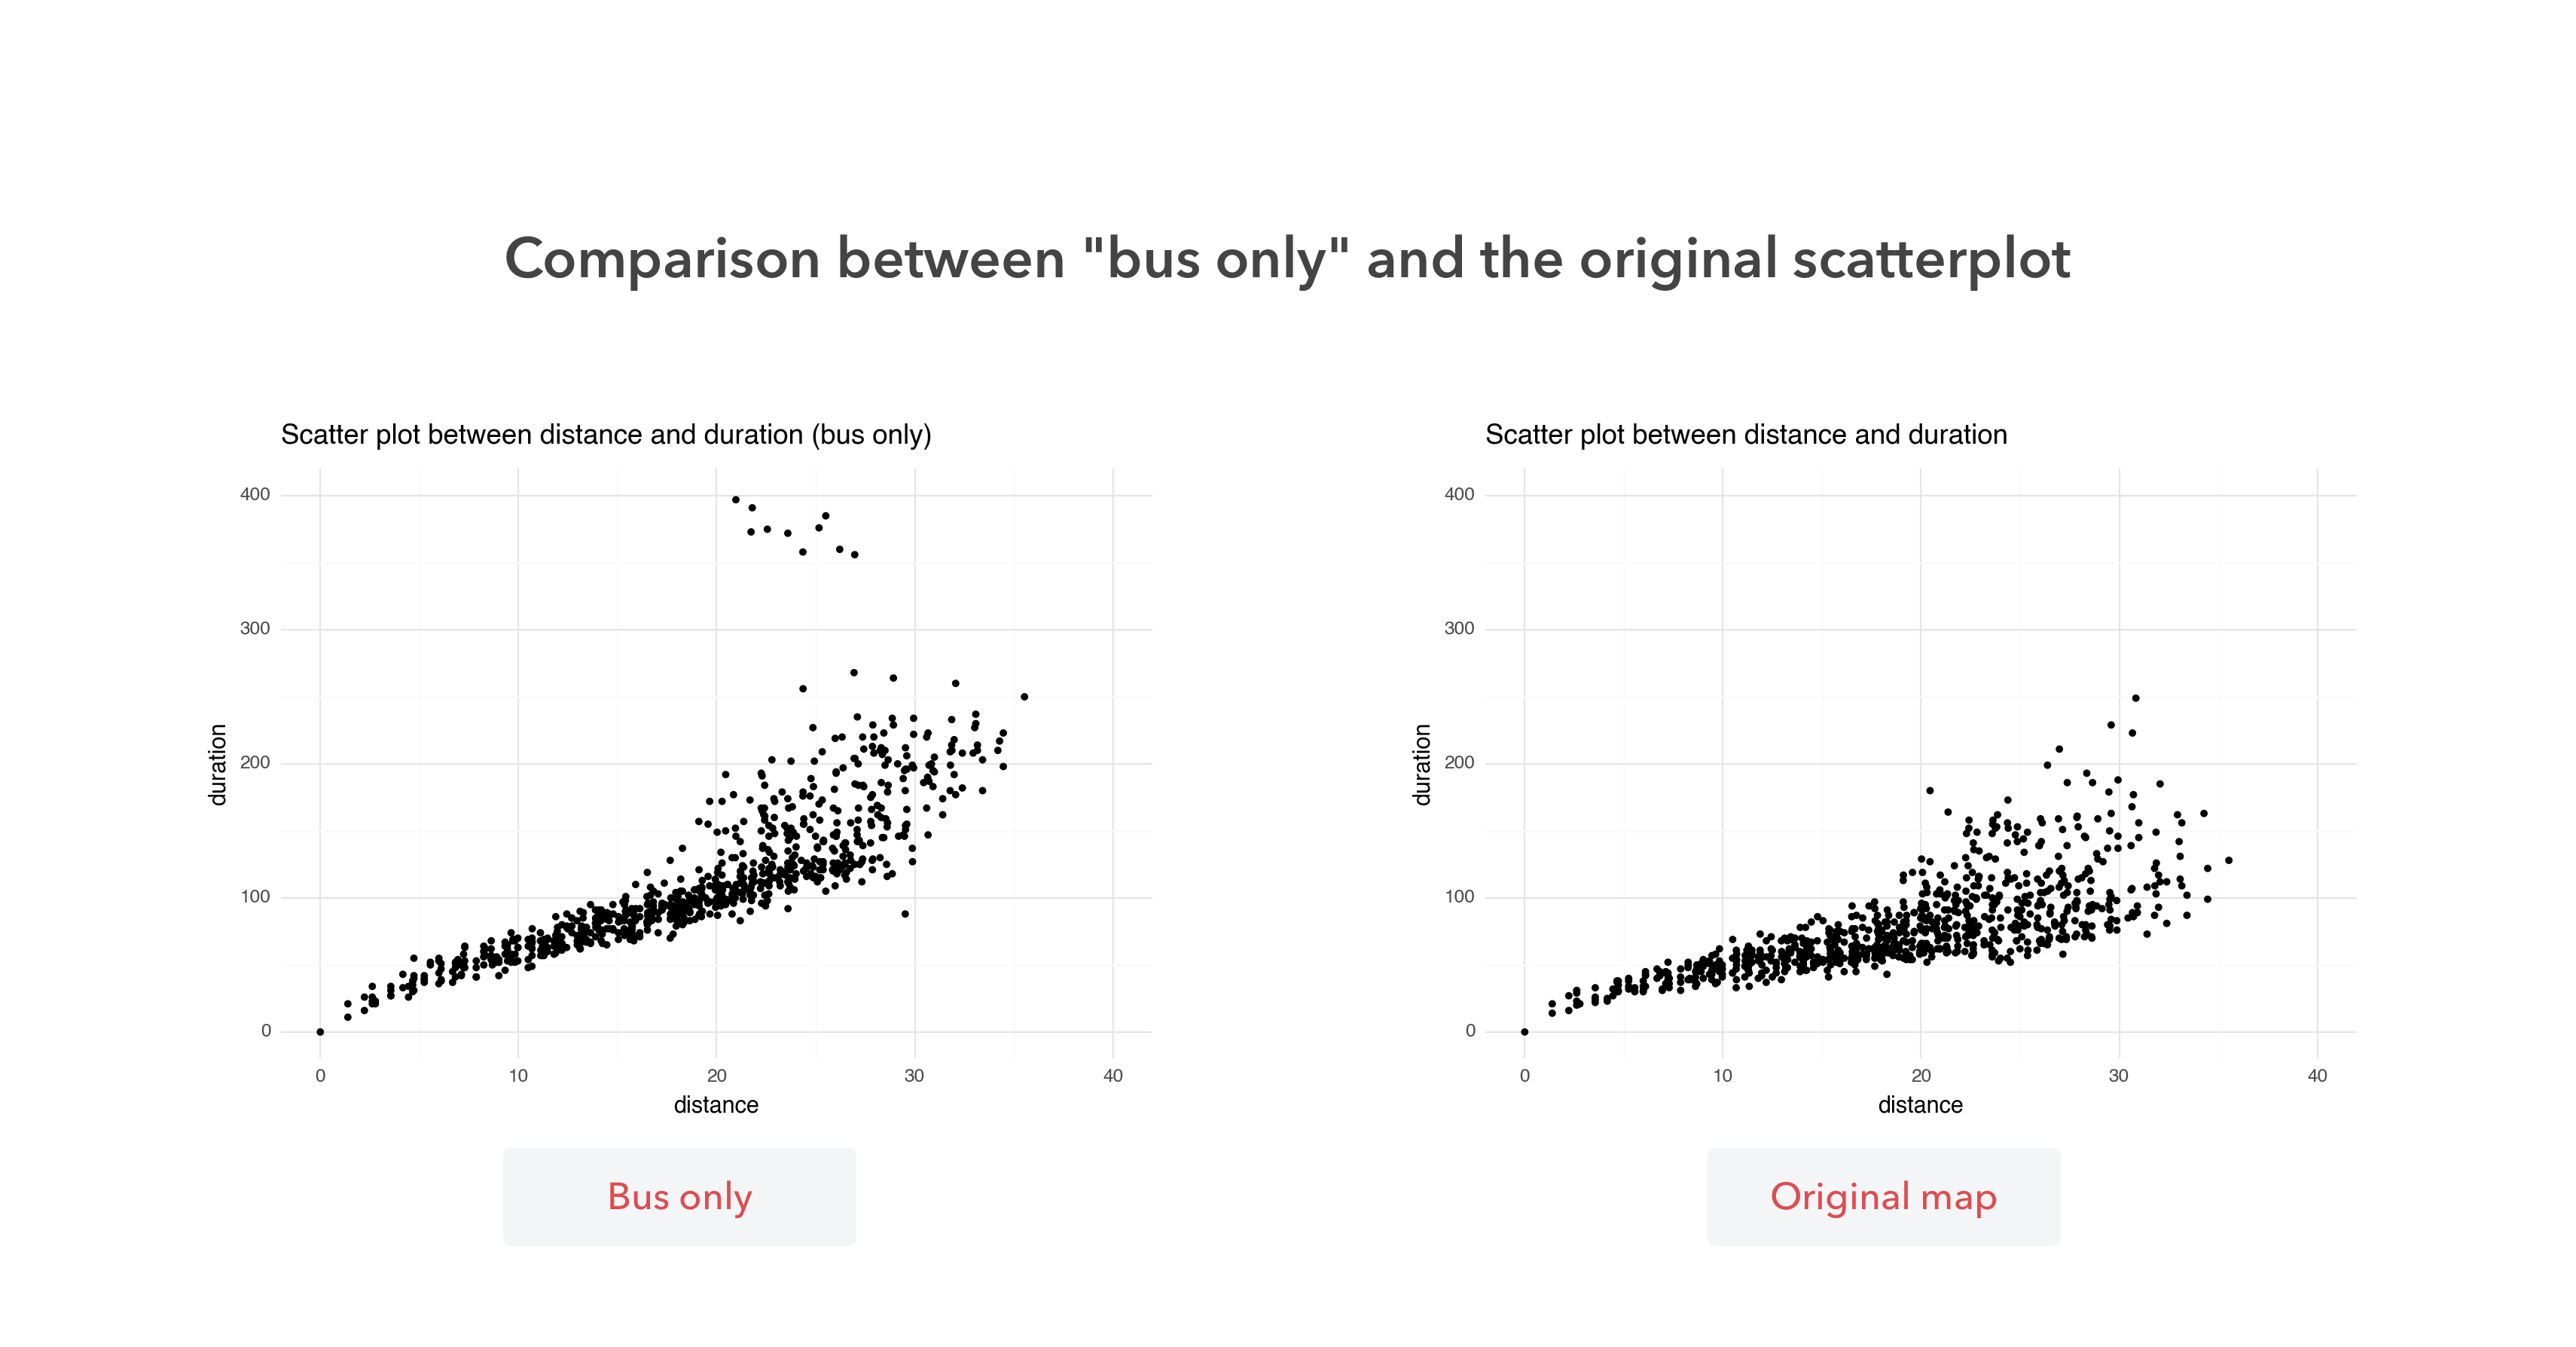 Comparison between "bus only" and the original scatterplot
Scatter plot between distance and duration (bus only)
400
300
200
100
0
duration
0 10 20 30 40
distance
Bus only
Scatter plot between distance and duration
400
300
200
100
0
duration
0 10 20 30 40
distance
Original map